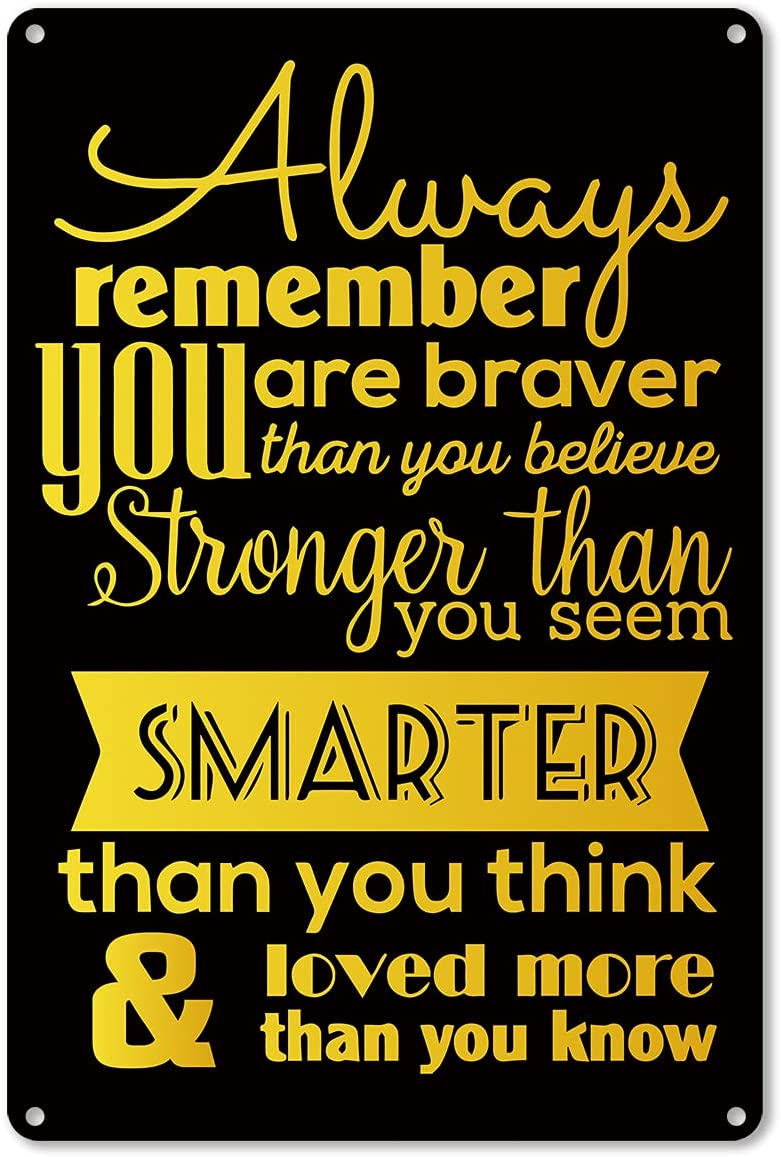 Always
remember
you are braver
than you believe
Stronger than
you seem
SMARTER
than you think
& loved more
than you know